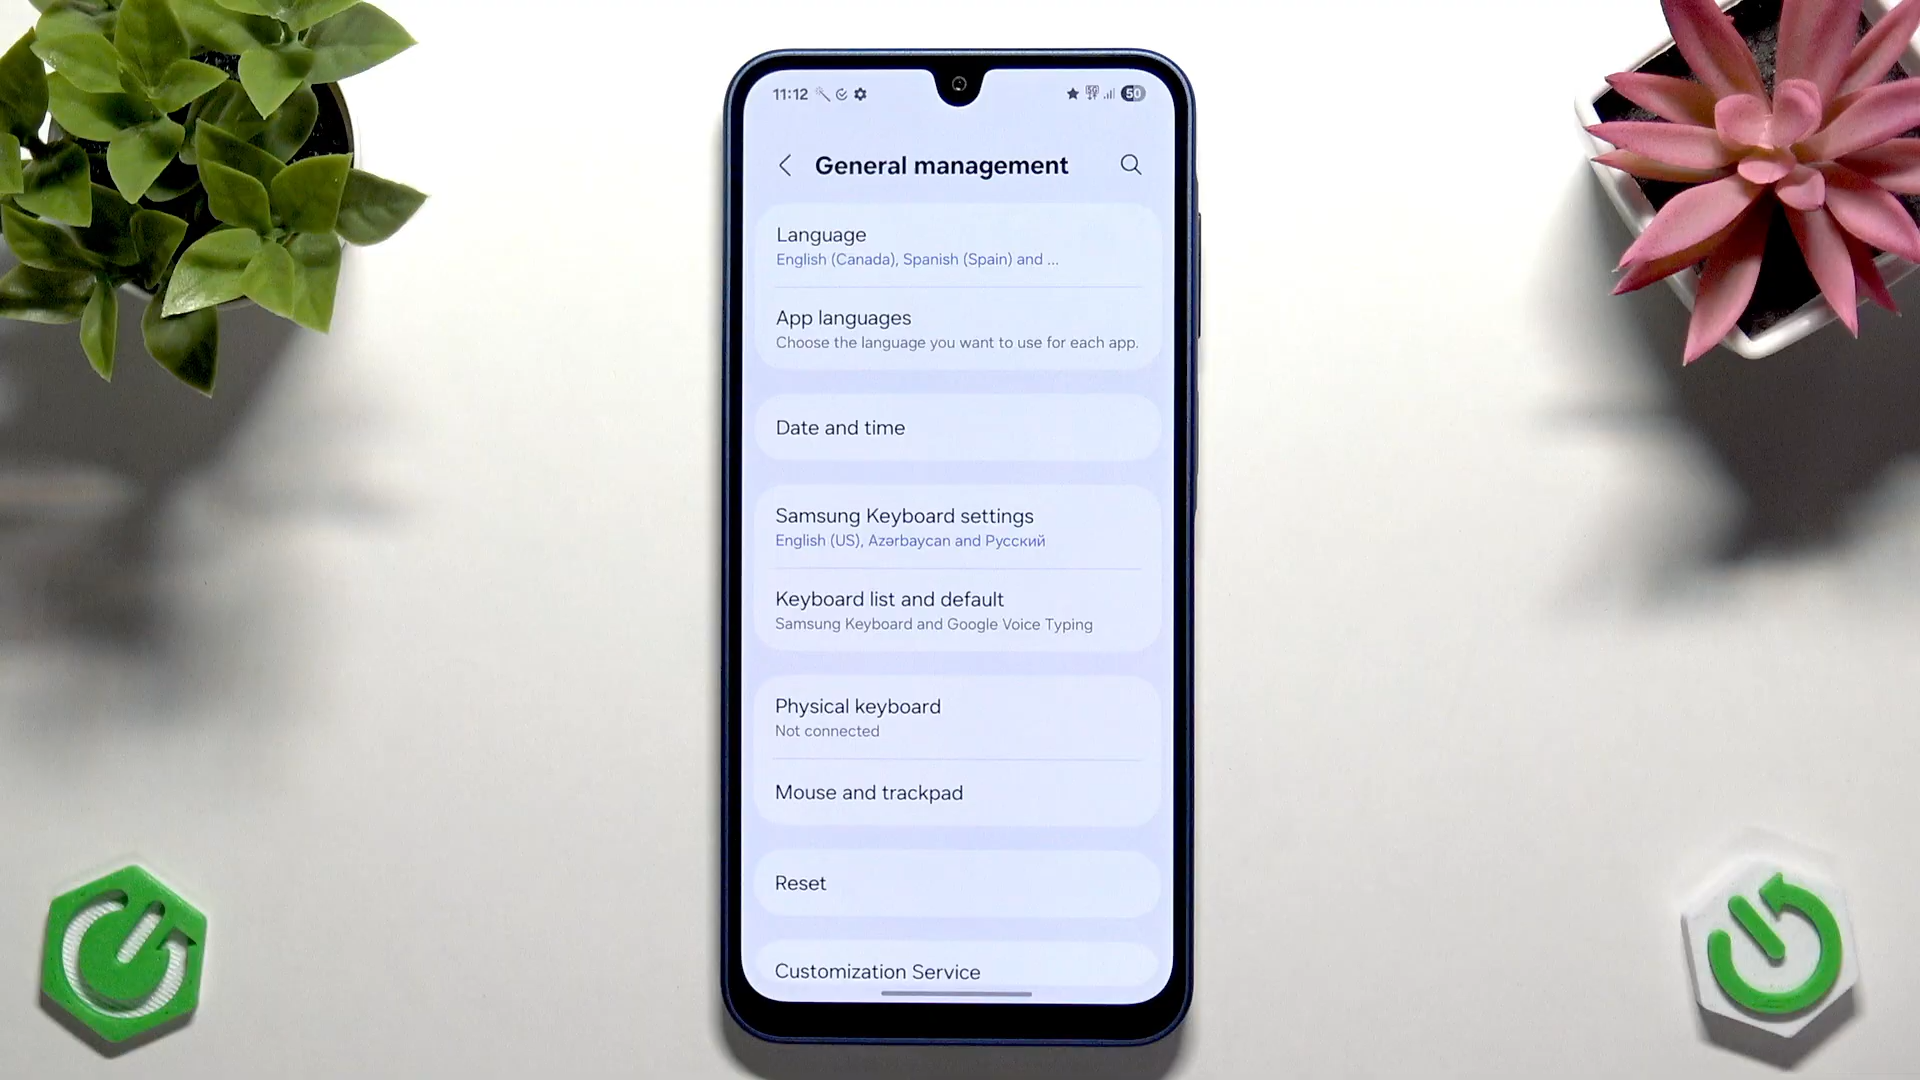 11:12
50
General management
Language
English (Canada), Spanish (Spain) and ...
App languages
Choose the language you want to use for each app.
Date and time
Samsung Keyboard settings
English (US), Azərbaycan and Русский
Keyboard list and default
Samsung Keyboard and Google Voice Typing
Physical keyboard
Not connected
Mouse and trackpad
Reset
Customization Service